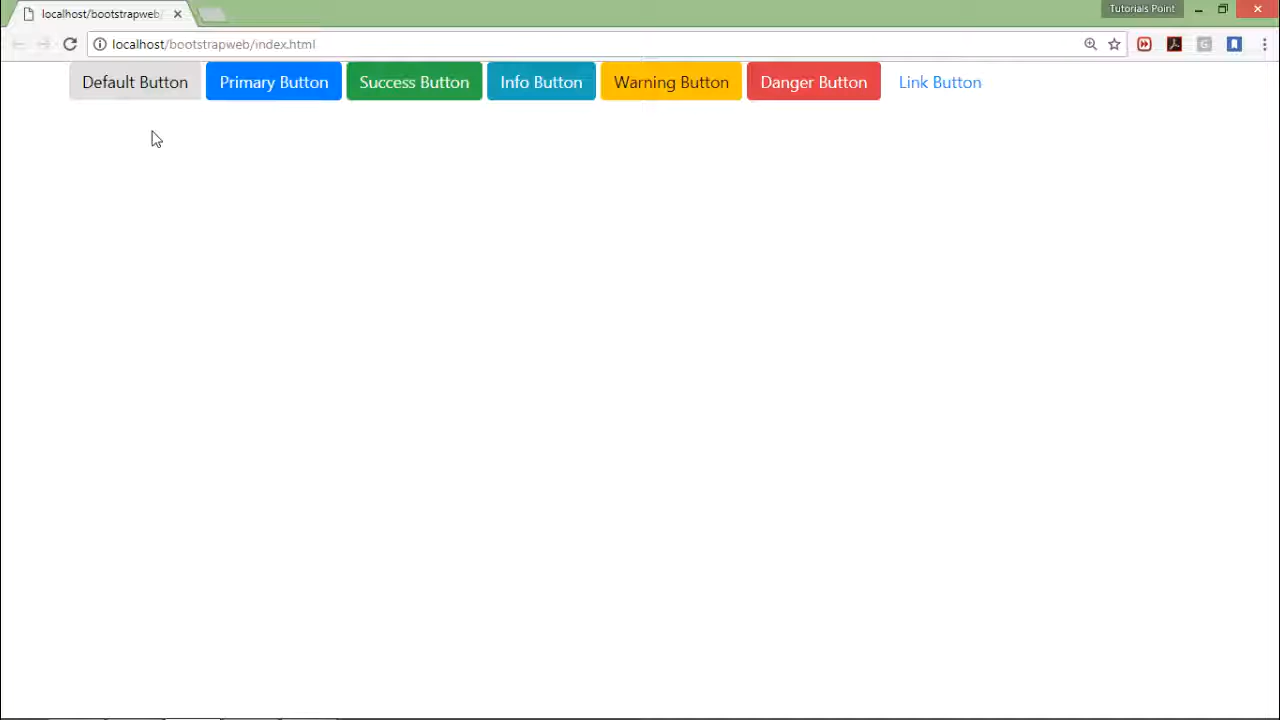 localhost/bootstrapweb/
Tutorials Point
localhost/bootstrapweb/index.html
Default Button Primary Button Success Button Info Button Warning Button Danger Button Link Button